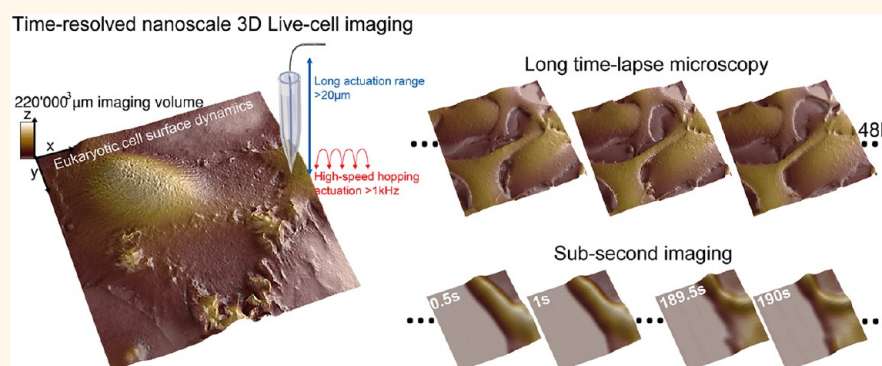 Time-resolved nanoscale 3D Live-cell imaging
Long actuation range
>20µm
220'000³µm imaging volume
z
x
y
Eukaryotic cell surface dynamics
High-speed hopping
actuation >1kHz
Long time-lapse microscopy
Sub-second imaging
0.5s
1s
189.5s
190s